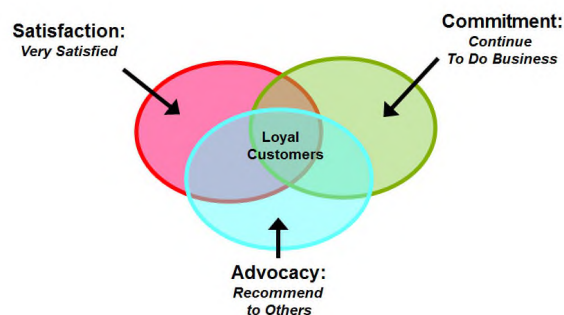 Satisfaction:
Very Satisfied
Commitment:
Continue
To Do Business
Loyal
Customers
Advocacy:
Recommend
to Others